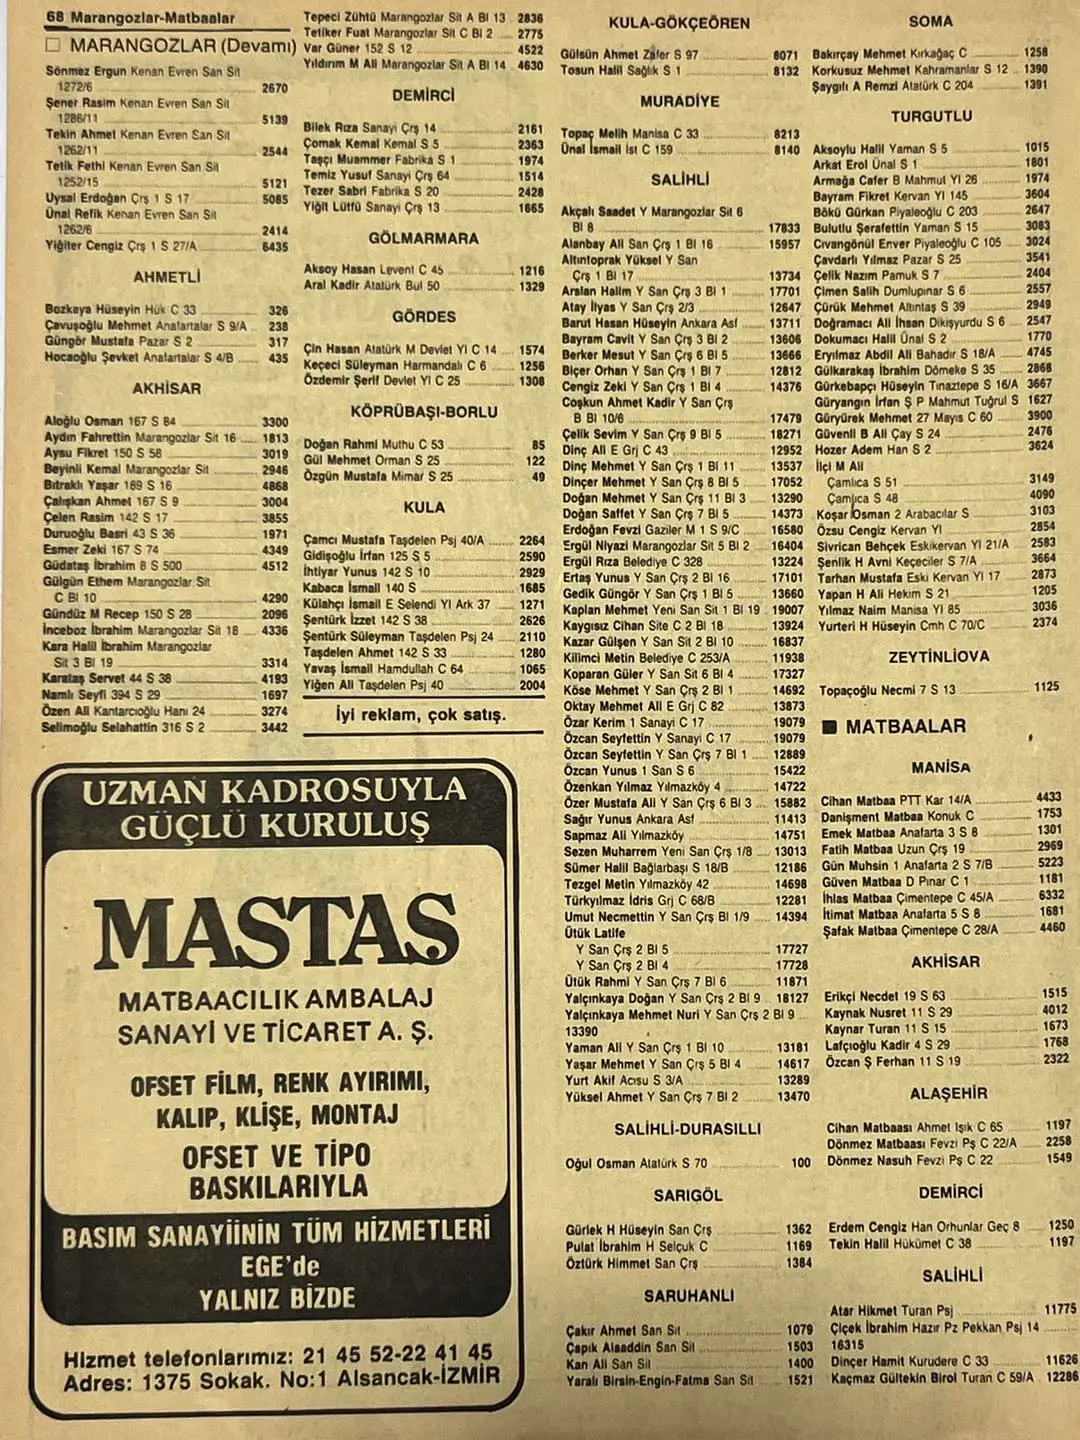 68 Marangozlar-Matbaalar
□ MARANGOZLAR (Devamı)
Sönmez Ergun Kenan Evren San Sit
1272/6 2670
Şener Rasim Kenan Evren San Sit
1286/11 5139
Tekin Ahmet Kenan Evren San Sit
1262/11 2544
Tetik Fethi Kenan Evren San Sit
1252/15 5121
Uysal Erdoğan Çrş 1 S 17 5085
Ünal Refik Kenan Evren San Sit
1262/6 2414
Yiğiter Cengiz Çrş 1 S 27/A 6435
AHMETLİ
Bozkaya Hüseyin Hük C 33 326
Çavuşoğlu Mehmet Anafartalar S 9/A 238
Güngör Mustafa Pazar S 2 317
Hocaoğlu Şevket Anafartalar S 4/B 435
AKHİSAR
Aloğlu Osman 167 S 84 3300
Aydın Fahrettin Marangozlar Sit 16 1813
Aysu Fikret 150 S 58 3019
Beyinli Kemal Marangozlar Sit 2946
Bıtraklı Yaşar 189 S 16 4868
Çalışkan Ahmet 167 S 9 3004
Çelen Rasim 142 S 17 3855
Duruoğlu Basri 43 S 36 1971
Esmer Zeki 167 S 74 4349
Güdataş İbrahim 8 S 500 4512
Gülgün Ethem Marangozlar Sit
C Bl 10 4290
Gündüz M Recep 150 S 28 2096
İnceboz İbrahim Marangozlar Sit 18 4336
Kara Halil İbrahim Marangozlar
Sit 3 Bl 19 3314
Karataş Servet 44 S 38 4193
Namlı Seyfi 394 S 29 1697
Özen Ali Kantarcıoğlu Hanı 24 3274
Selimoğlu Selahattin 316 S 2 3442
Tepeci Zühtü Marangozlar Sit A Bl 13 2836
Tetiker Fuat Marangozlar Sit C Bl 2 2775
Var Güner 152 S 12 4522
Yıldırım M Ali Marangozlar Sit A Bl 14 4630
DEMİRCİ
Bilek Rıza Sanayi Çrş 14 2161
Çomak Kemal Kemal S 5 2363
Taşçı Muammer Fabrika S 1 1974
Temiz Yusuf Sanayi Çrş 64 1514
Tezer Sabri Fabrika S 20 2428
Yiğit Lütfü Sanayi Çrş 13 1665
GÖLMARMARA
Aksoy Hasan Levent C 45 1216
Aral Kadir Atatürk Bul 50 1329
GÖRDES
Çin Hasan Atatürk M Devlet Yl C 14 1574
Keçeci Süleyman Harmandalı C 6 1256
Özdemir Şerif Devlet Yl C 25 1308
KÖPRÜBAŞI-BORLU
Doğan Rahmi Muthu C 53 85
Gül Mehmet Orman S 25 122
Özgün Mustafa Mimar S 25 49
KULA
Çamcı Mustafa Taşdelen Psj 40/A 2264
Gidişoğlu İrfan 125 S 5 2590
İhtiyar Yunus 142 S 10 2929
Kabaca İsmail 140 S 1685
Külahçı İsmail E Selendi Yl Ark 37 1271
Şentürk İzzet 142 S 38 2626
Şentürk Süleyman Taşdelen Psj 24 2110
Taşdelen Ahmet 142 S 33 1280
Yavaş İsmail Hamdullah C 64 1065
Yiğen Ali Taşdelen Psj 40 2004
İyi reklam, çok satış.
UZMAN KADROSUYLA
GÜÇLÜ KURULUŞ
MASTAŞ
MATBAACILIK AMBALAJ
SANAYİ VE TİCARET A. Ş.
OFSET FİLM, RENK AYIRIMI,
KALIP, KLİŞE, MONTAJ
OFSET VE TİPO
BASKILARIYLA
BASIM SANAYİİNİN TÜM HİZMETLERİ
EGE'de
YALNIZ BİZDE
Hizmet telefonlarımız: 21 45 52-22 41 45
Adres: 1375 Sokak. No:1 Alsancak-İZMİR
KULA-GÖKÇEÖREN
Gülsün Ahmet Zafer S 97 8071
Tosun Halil Sağlık S 1 8132
MURADİYE
Topaç Melih Manisa C 33 8213
Ünal İsmail İst C 159 8140
SALİHLİ
Akçalı Saadet Y Marangozlar Sit 6
Bl 8 17833
Alanbay Ali San Çrş 1 Bl 16 15957
Altıntoprak Yüksel Y San
Çrş 1 Bl 17 13734
Arslan Halim Y San Çrş 3 Bl 1 17701
Atay İlyas Y San Çrş 2/3 12647
Barut Hasan Hüseyin Ankara Asf 13711
Bayram Cavit Y San Çrş 3 Bl 2 13606
Berker Mesut Y San Çrş 6 Bl 5 13666
Biçer Orhan Y San Çrş 1 Bl 7 12812
Cengiz Zeki Y San Çrş 1 Bl 4 14376
Coşkun Ahmet Kadir Y San Çrş
B Bl 10/6 17479
Çelik Sevim Y San Çrş 9 Bl 5 18271
Dinç Ali E Grj C 43 12952
Dinç Mehmet Y San Çrş 1 Bl 11 13537
Dinçer Mehmet Y San Çrş 8 Bl 5 17052
Doğan Mehmet Y San Çrş 11 Bl 3 13290
Doğan Saffet Y San Çrş 7 Bl 5 14373
Erdoğan Fevzi Gaziler M 1 S 9/C 16580
Ergül Niyazi Marangozlar Sit 5 Bl 2 16404
Ergül Rıza Belediye C 328 13224
Ertaş Yunus Y San Çrş 2 Bl 16 17101
Gedik Güngör Y San Çrş 1 Bl 5 13660
Kaplan Mehmet Yeni San Sit 1 Bl 19 19007
Kaygısız Cihan Site C 2 Bl 18 13924
Kazar Gülşen Y San Sit 2 Bl 10 16837
Kilimci Metin Belediye C 253/A 11938
Koparan Güler Y San Sit 6 Bl 4 17327
Köse Mehmet Y San Çrş 2 Bl 1 14692
Oktay Mehmet Ali E Grj C 82 13873
Özar Kerim 1 Sanayi C 17 19079
Özcan Seyfettin Y Sanayi C 17 19079
Özcan Seyfettin Y San Çrş 7 Bl 1 12889
Özcan Yunus 1 San S 6 15422
Özenkan Yılmaz Yılmazköy 4 14722
Özer Mustafa Ali Y San Çrş 6 Bl 3 15882
Sağır Yunus Ankara Asf 11413
Sapmaz Ali Yılmazköy 14751
Sezen Muharrem Yeni San Çrş 1/8 13013
Sümer Halil Bağlarbaşı S 18/B 12186
Tezgel Metin Yılmazköy 42 14698
Türkyılmaz İdris Grj C 68/B 12281
Umut Necmettin Y San Çrş Bl 1/9 14394
Ütük Latife
Y San Çrş 2 Bl 5 17727
Y San Çrş 2 Bl 4 17728
Ütük Rahmi Y San Çrş 7 Bl 6 11871
Yalçınkaya Doğan Y San Çrş 2 Bl 9 18127
Yalçınkaya Mehmet Nuri Y San Çrş 2 Bl 9
13390
Yaman Ali Y San Çrş 1 Bl 10 13181
Yaşar Mehmet Y San Çrş 5 Bl 4 14617
Yurt Akif Acısu S 3/A 13289
Yüksel Ahmet Y San Çrş 7 Bl 2 13470
SALİHLİ-DURASILLI
Oğul Osman Atatürk S 70 100
SARIGÖL
Gürlek H Hüseyin San Çrş 1362
Pulat İbrahim H Selçuk C 1169
Öztürk Himmet San Çrş 1384
SARUHANLI
Çakır Ahmet San Sit 1079
Çapık Alaaddin San Sit 1503
Kan Ali San Sit 1400
Yaralı Birsin-Engin-Fatma San Sit 1521
SOMA
Bakırçay Mehmet Kırkağaç C 1258
Korkusuz Mehmet Kahramanlar S 12 1390
Şaygılı A Remzi Atatürk C 204 1391
TURGUTLU
Aksoylu Halil Yaman S 5 1015
Arkat Erol Ünal S 1 1801
Armağa Cafer B Mahmut Yl 26 1974
Bayram Fikret Kervan Yl 145 3604
Bökü Gürkan Piyaleoğlu C 203 2647
Bulutlu Şerafettin Yaman S 15 3083
Cıvangönül Enver Piyaleoğlu C 105 3024
Çavdarlı Yılmaz Pazar S 25 3541
Çelik Nazım Pamuk S 7 2404
Çimen Salih Dumlupınar S 6 2557
Çürük Mehmet Altıntaş S 39 2949
Doğramacı Ali İhsan Dikişyurdu S 6 2547
Dokumacı Halil Ünal S 2 1770
Eryılmaz Abdil Ali Bahadır S 18/A 4745
Gülkarakaş İbrahim Dömeke S 35 2868
Gürkebapçı Hüseyin Tınaztepe S 16/A 3667
Güryangın İrfan Ş P Mahmut Tuğrul S 1627
Güryürek Mehmet 27 Mayıs C 60 3900
Güvenli B Ali Çay S 24 2476
Hozer Adem Han S 2 3624
İlçi M Ali
Çamlıca S 51 3149
Çamlıca S 48 4090
Koşar Osman 2 Arabacılar S 3103
Özsu Cengiz Kervan Yl 2854
Sivrican Behçek Eskikervan Yl 21/A 2583
Şenlik H Avni Keçeciler S 7/A 3664
Tarhan Mustafa Eski Kervan Yl 17 2873
Yapan H Ali Hekim S 21 1205
Yılmaz Naim Manisa Yl 85 3036
Yurteri H Hüseyin Cmh C 70/C 2374
ZEYTİNLİOVA
Topaçoğlu Necmi 7 S 13 1125
■ MATBAALAR
MANİSA
Cihan Matbaa PTT Kar 14/A 4433
Danişment Matbaa Konuk C 1753
Emek Matbaa Anafarta 3 S 8 1301
Fatih Matbaa Uzun Çrş 19 2969
Gün Muhsin 1 Anafarta 2 S 7/B 5223
Güven Matbaa D Pınar C 1 1181
İhlas Matbaa Çimentepe C 45/A 6332
İtimat Matbaa Anafarta 5 S 8 1681
Şafak Matbaa Çimentepe C 28/A 4460
AKHİSAR
Erikçi Necdet 19 S 63 1515
Kaynak Nusret 11 S 29 4012
Kaynar Turan 11 S 15 1673
Lafçıoğlu Kadir 4 S 29 1768
Özcan Ş Ferhan 11 S 19 2322
ALAŞEHİR
Cihan Matbaası Ahmet Işık C 65 1197
Dönmez Matbaası Fevzi Pş C 22/A 2258
Dönmez Nasuh Fevzi Pş C 22 1549
DEMİRCİ
Erdem Cengiz Han Orhunlar Geç 8 1250
Tekin Halil Hükümet C 38 1197
SALİHLİ
Atar Hikmet Turan Psj 11775
Çiçek İbrahim Hazır Pz Pekkan Psj 14
16315
Dinçer Hamit Kurudere C 33 11626
Kaçmaz Gültekin Birol Turan C 59/A 12286